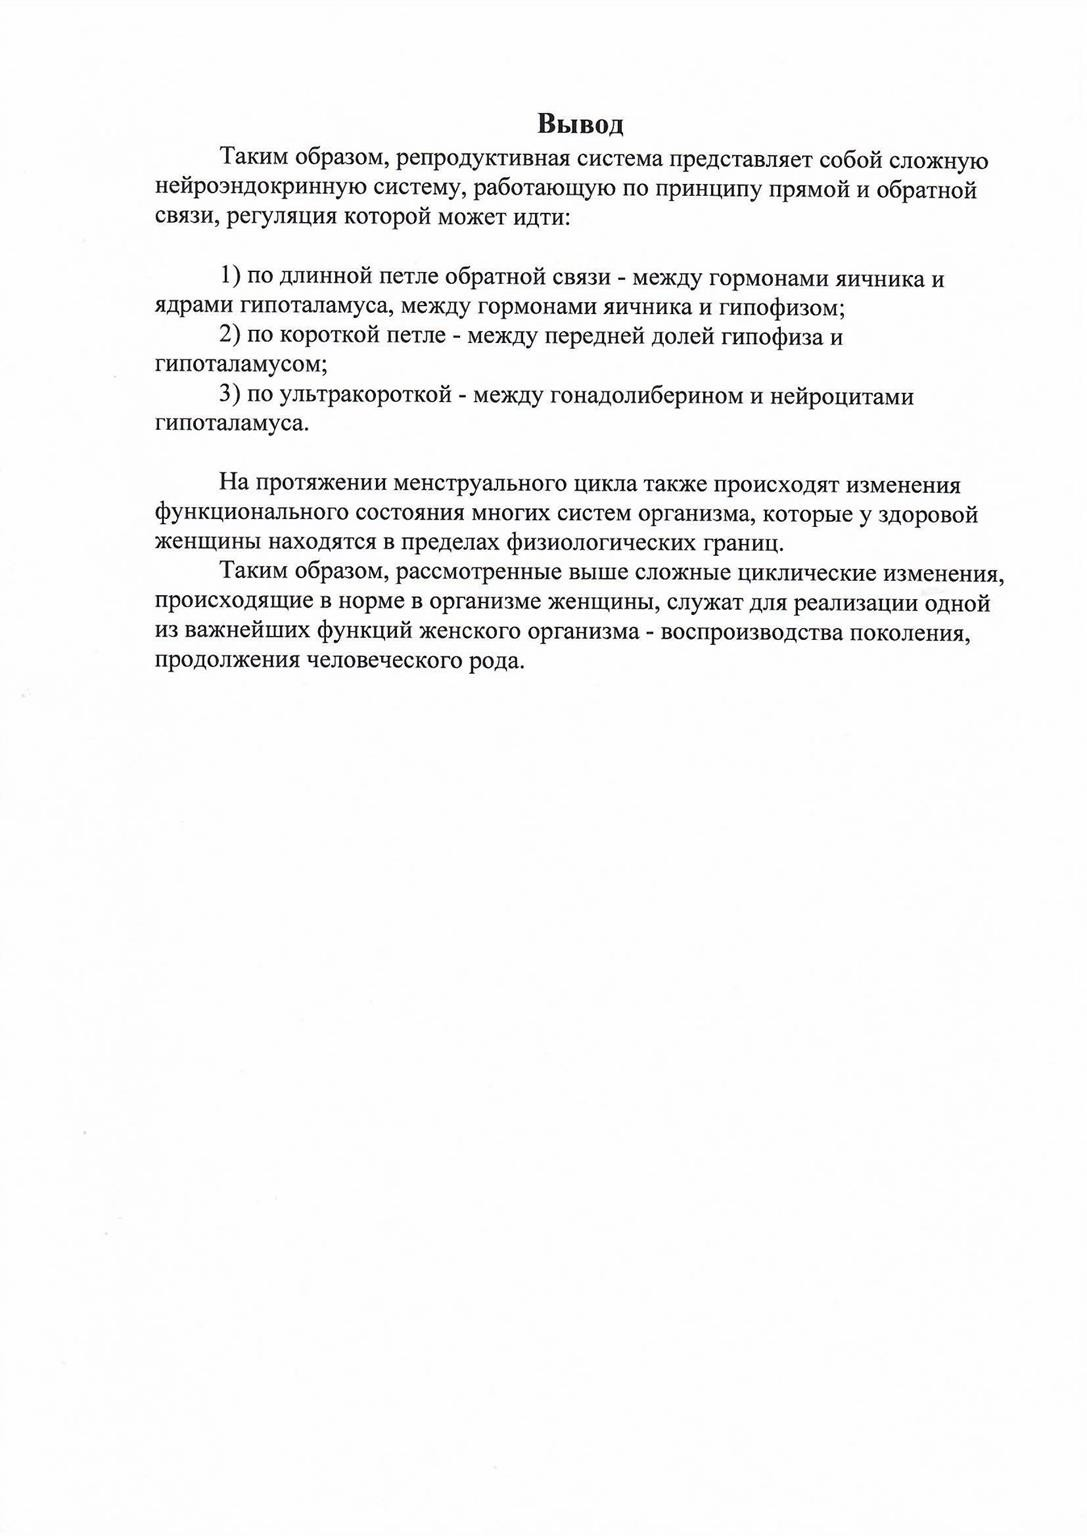 Вывод
Таким образом, репродуктивная система представляет собой сложную
нейроэндокринную систему, работающую по принципу прямой и обратной
связи, регуляция которой может идти:
1) по длинной петле обратной связи - между гормонами яичника и
ядрами гипоталамуса, между гормонами яичника и гипофизом;
2) по короткой петле - между передней долей гипофиза и
гипоталамусом;
3) по ультракороткой - между гонадолиберином и нейроцитами
гипоталамуса.
На протяжении менструального цикла также происходят изменения
функционального состояния многих систем организма, которые у здоровой
женщины находятся в пределах физиологических границ.
Таким образом, рассмотренные выше сложные циклические изменения,
происходящие в норме в организме женщины, служат для реализации одной
из важнейших функций женского организма - воспроизводства поколения,
продолжения человеческого рода.